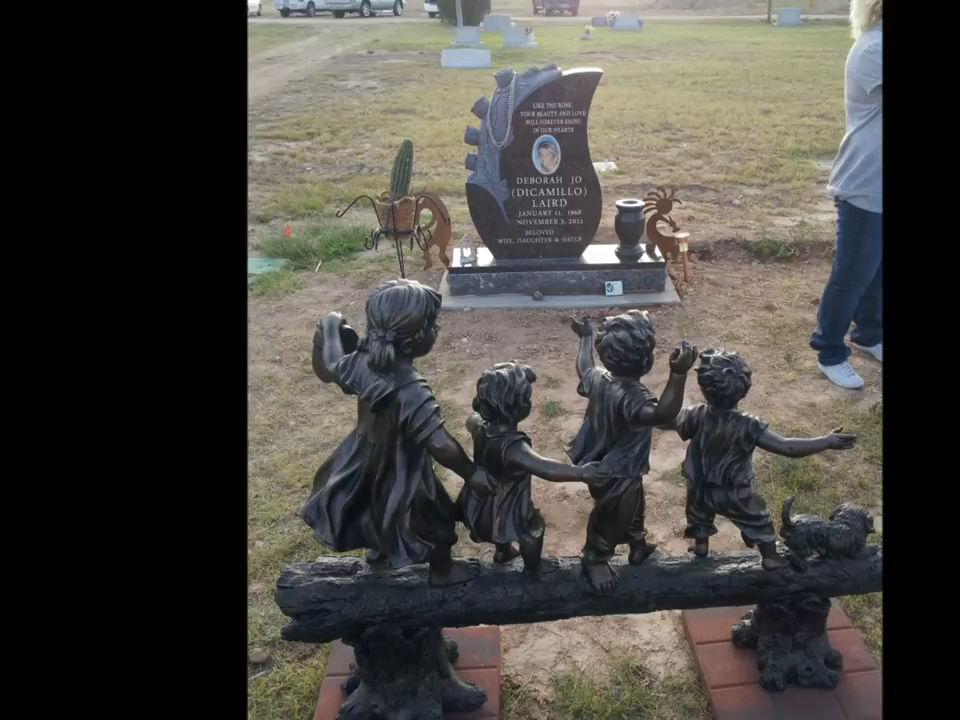 LIKE THE ROSE,
YOUR BEAUTY AND LOVE
WILL FOREVER SHINE
IN OUR HEARTS
DEBORAH JO
(DICAMILLO)
LAIRD
JANUARY 12, 1968
NOVEMBER 3, 2021
BELOVED
WIFE, DAUGHTER & SISTER